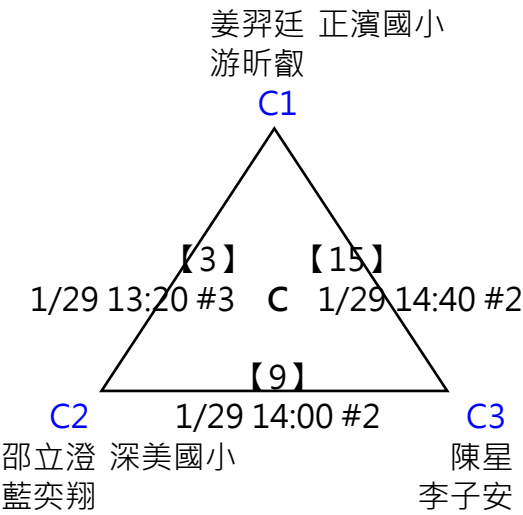 姜羿廷 正濱國小
游昕叡
C1
【3】 【15】
1/29 13:20 #3 C 1/29 14:40 #2
【9】
C2 1/29 14:00 #2 C3
邵立澄 深美國小 陳星
藍奕翔 李子安